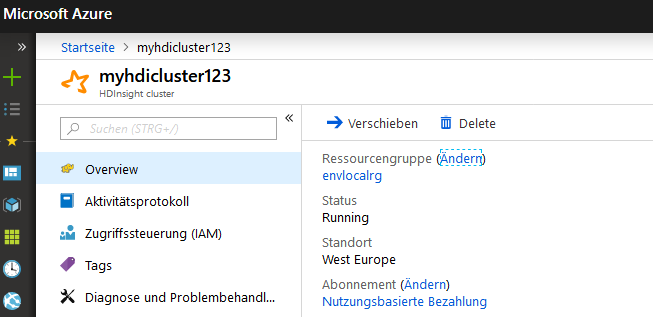 Microsoft Azure
»
Startseite > myhdicluster123
myhdicluster123
HDInsight cluster
«
Suchen (STRG+/)
Verschieben Delete
Overview
Aktivitätsprotokoll
Zugriffssteuerung (IAM)
Tags
Diagnose und Problembehandl...
Ressourcengruppe (Ändern)
envlocalrg
Status
Running
Standort
West Europe
Abonnement (Ändern)
Nutzungsbasierte Bezahlung